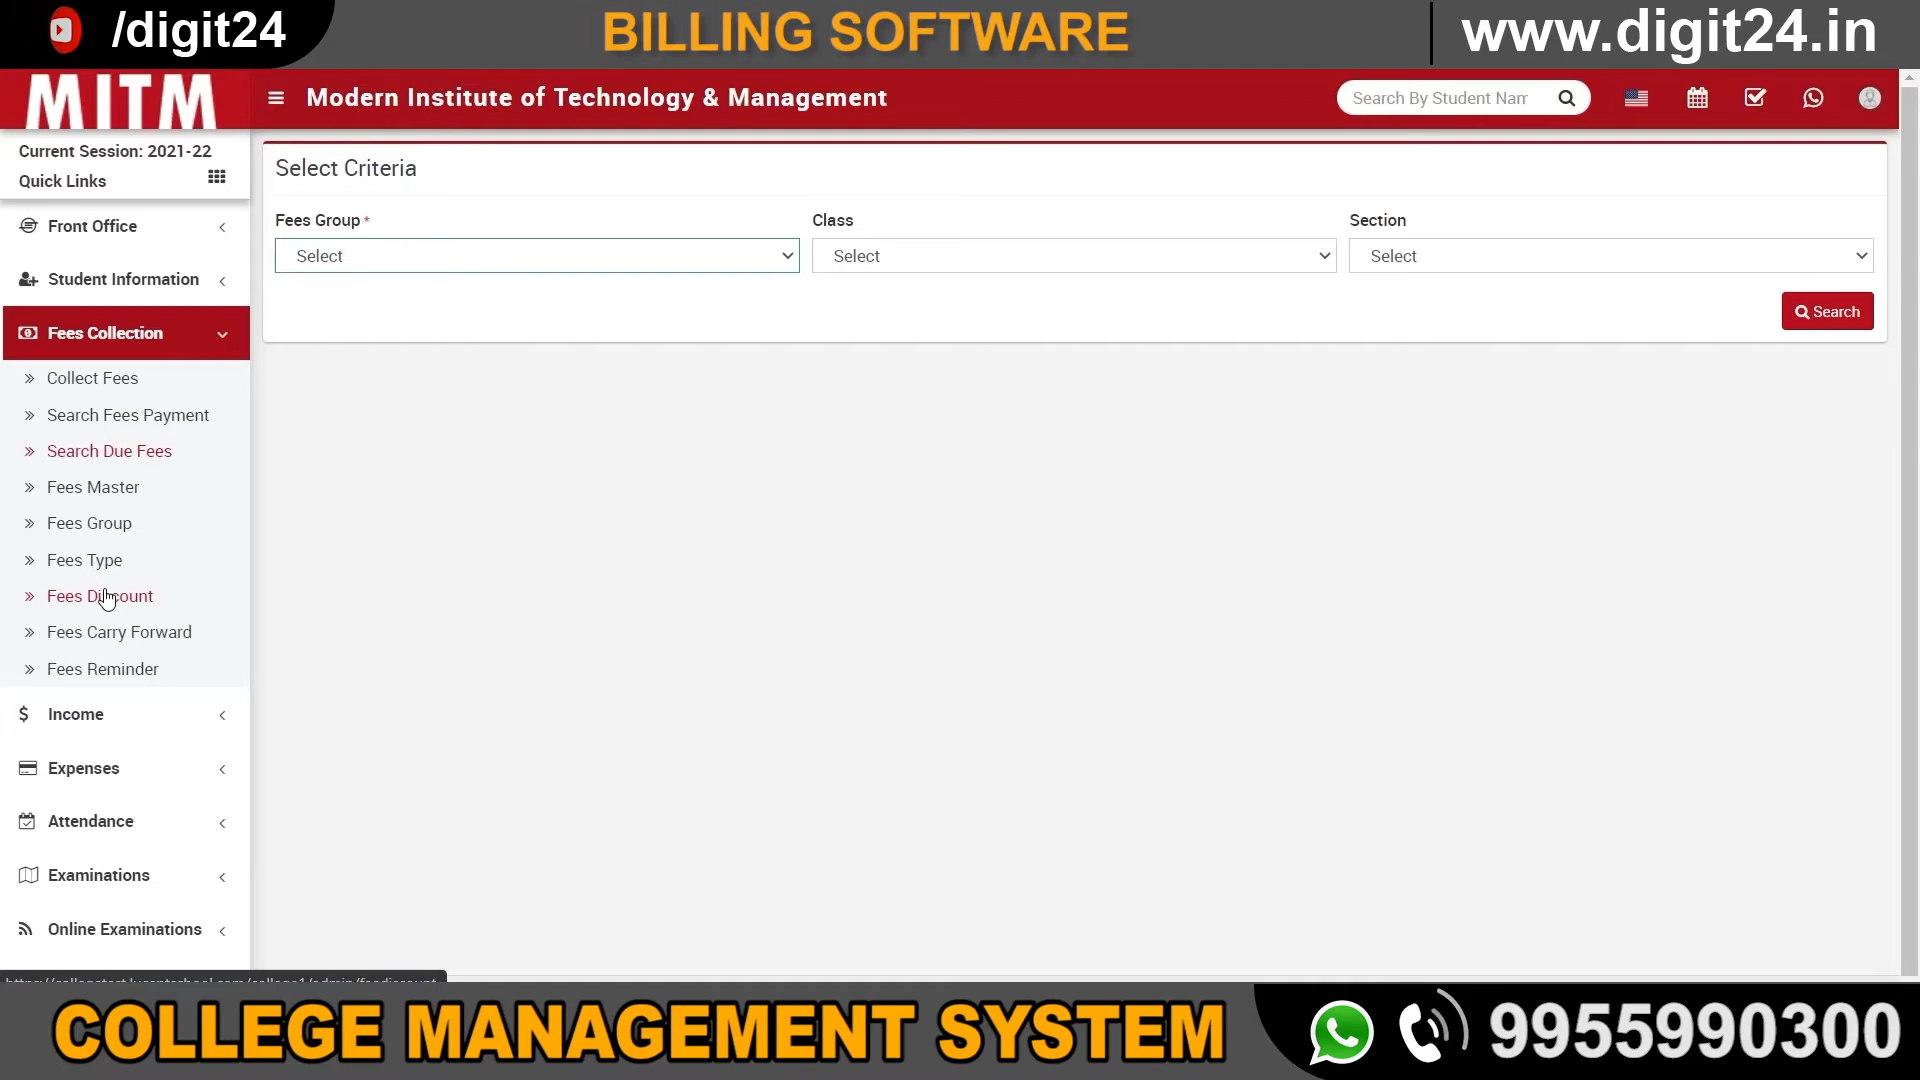 /digit24
BILLING SOFTWARE
www.digit24.in
MITM
Modern Institute of Technology & Management
Search By Student Nam
Current Session: 2021-22
Quick Links
Select Criteria
Fees Group *
Class
Section
Select
Select
Select
Search
Front Office
Student Information
Fees Collection
Collect Fees
Search Fees Payment
Search Due Fees
Fees Master
Fees Group
Fees Type
Fees Discount
Fees Carry Forward
Fees Reminder
Income
Expenses
Attendance
Examinations
Online Examinations
COLLEGE MANAGEMENT SYSTEM
9955990300